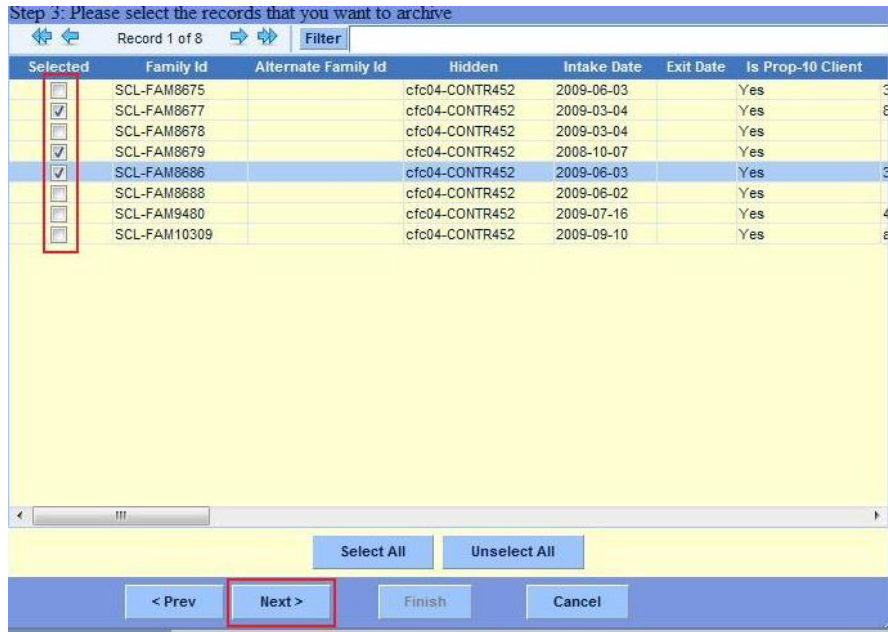 Step 3: Please select the records that you want to archive
Record 1 of 8 Filter
Selected Family Id Alternate Family Id Hidden Intake Date Exit Date Is Prop-10 Client
SCL-FAM8675 cfc04-CONTR452 2009-06-03 Yes 3
SCL-FAM8677 cfc04-CONTR452 2009-03-04 Yes
SCL-FAM8678 cfc04-CONTR452 2009-03-04 Yes
SCL-FAM8679 cfc04-CONTR452 2008-10-07 Yes
SCL-FAM8686 cfc04-CONTR452 2009-06-03 Yes 3
SCL-FAM8688 cfc04-CONTR452 2009-06-02 Yes
SCL-FAM9480 cfc04-CONTR452 2009-07-16 Yes 4
SCL-FAM10309 cfc04-CONTR452 2009-09-10 Yes
Select All Unselect All
< Prev Next > Finish Cancel